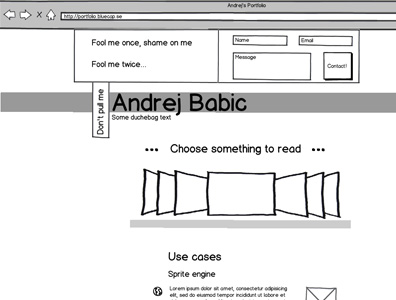 Andrej's Portfolio
http://portfolio.bluecap.se
Fool me once, shame on me
Fool me twice...
Name
Email
Message
Contact!
Don't pull me
Andrej Babic
Some duchebag text
••• Choose something to read •••
Use cases
Sprite engine
Lorem ipsum dolor sit amet, consectetur adipisicing
elit, sed do eiusmod tempor incididunt ut labore et